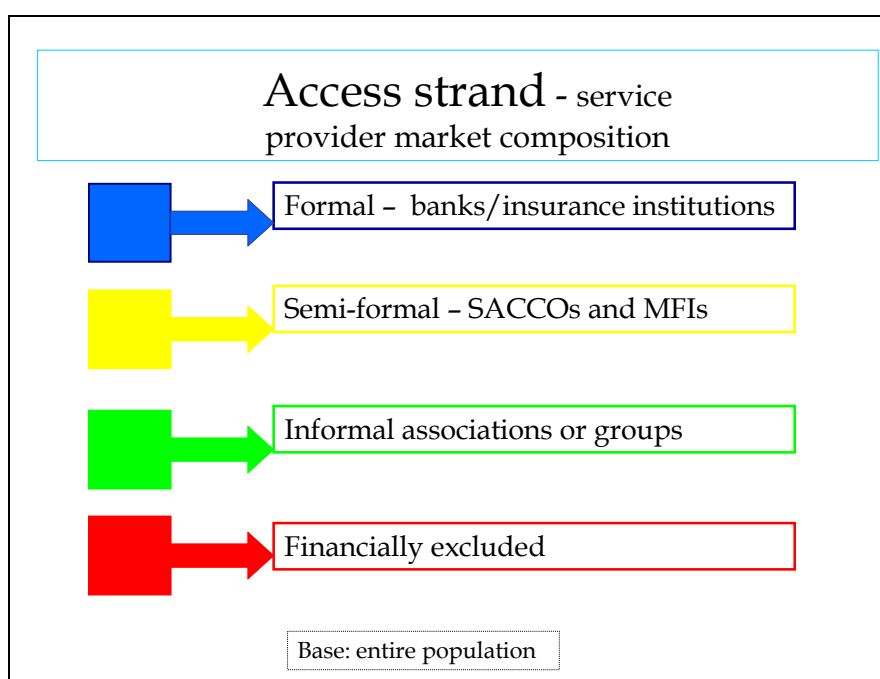 Access strand - service
provider market composition
Formal – banks/insurance institutions
Semi-formal – SACCOs and MFIs
Informal associations or groups
Financially excluded
Base: entire population